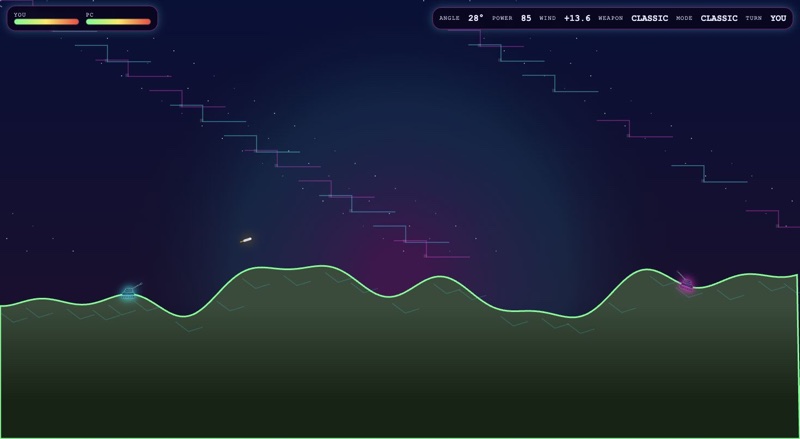 YOU PC
ANGLE 28° POWER 85 WIND +13.6 WEAPON CLASSIC MODE CLASSIC TURN YOU